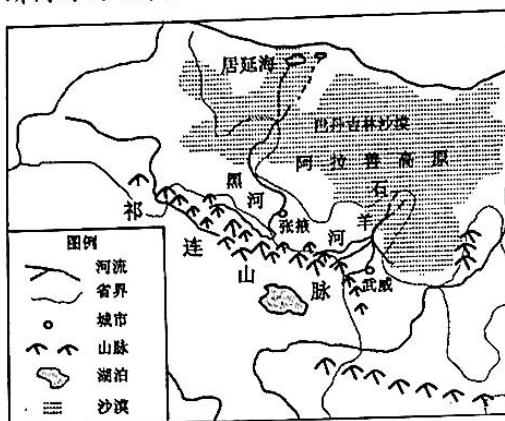 居延海
巴丹吉林沙漠
阿拉善高原
黑河
石羊河
张掖
武威
祁连山脉
图例
河流
省界
城市
山脉
湖泊
沙漠